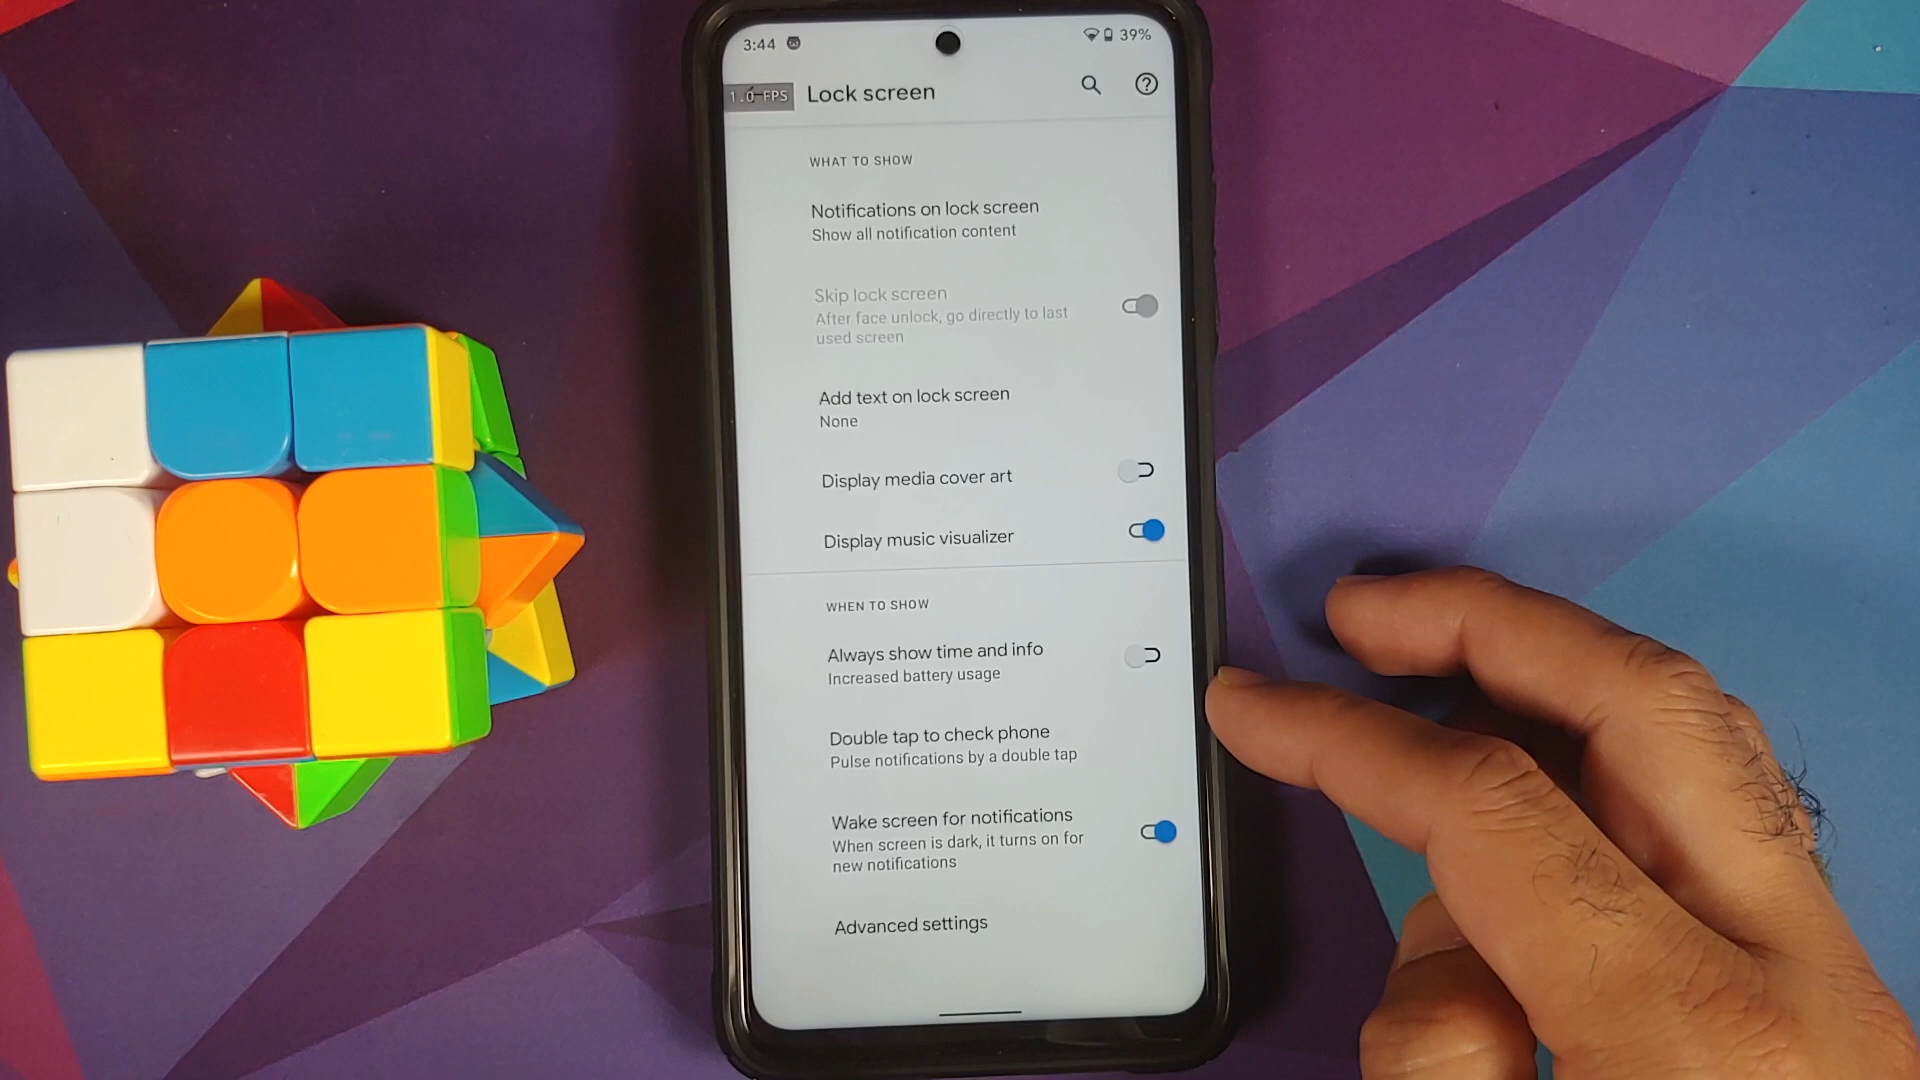 3:44
39%
1.0 FPS
Lock screen
WHAT TO SHOW
Notifications on lock screen
Show all notification content
Skip lock screen
After face unlock, go directly to last
used screen
Add text on lock screen
None
Display media cover art
Display music visualizer
WHEN TO SHOW
Always show time and info
Increased battery usage
Double tap to check phone
Pulse notifications by a double tap
Wake screen for notifications
When screen is dark, it turns on for
new notifications
Advanced settings